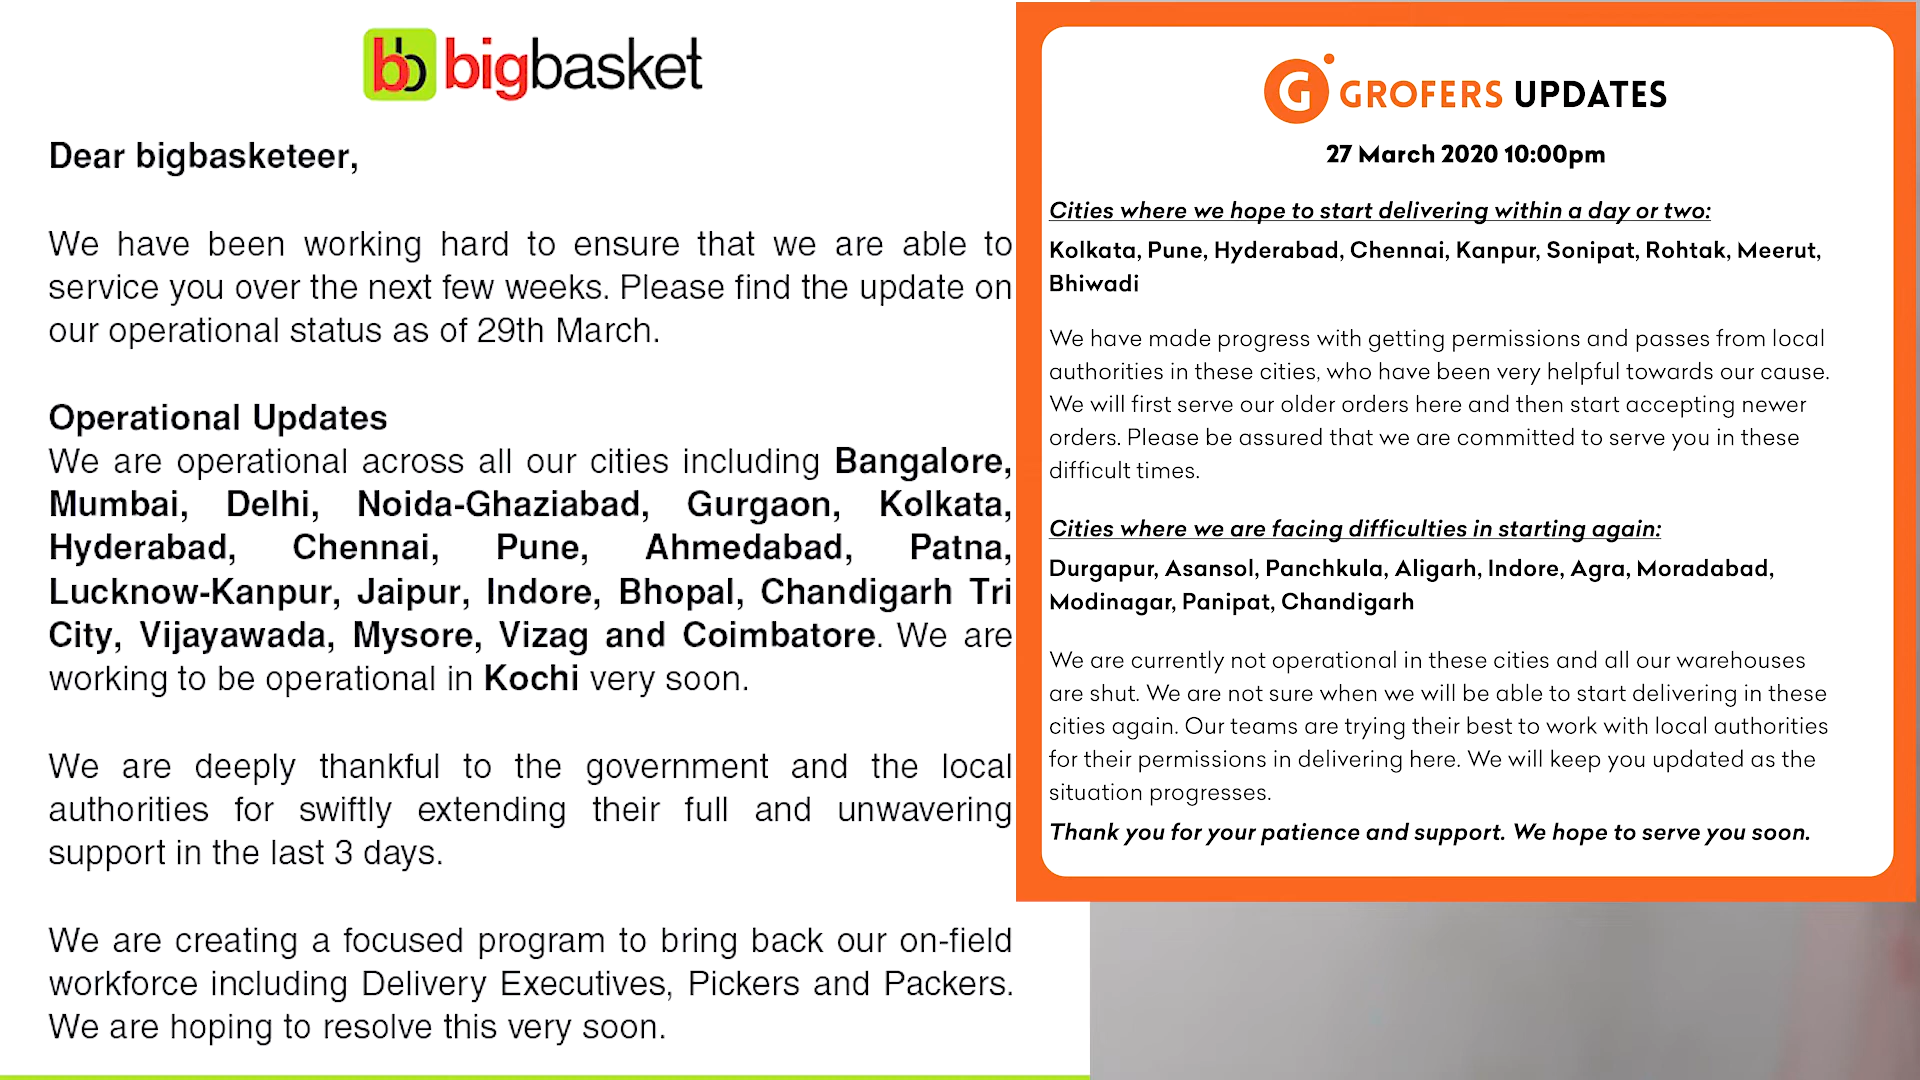 bb bigbasket
Dear bigbasketeer,
We have been working hard to ensure that we are able to
service you over the next few weeks. Please find the update on
our operational status as of 29th March.
Operational Updates
We are operational across all our cities including Bangalore,
Mumbai, Delhi, Noida-Ghaziabad, Gurgaon, Kolkata,
Hyderabad, Chennai, Pune, Ahmedabad, Patna,
Lucknow-Kanpur, Jaipur, Indore, Bhopal, Chandigarh Tri
City, Vijayawada, Mysore, Vizag and Coimbatore. We are
working to be operational in Kochi very soon.
We are deeply thankful to the government and the local
authorities for swiftly extending their full and unwavering
support in the last 3 days.
We are creating a focused program to bring back our on-field
workforce including Delivery Executives, Pickers and Packers.
We are hoping to resolve this very soon.
G GROFERS UPDATES
27 March 2020 10:00pm
Cities where we hope to start delivering within a day or two:
Kolkata, Pune, Hyderabad, Chennai, Kanpur, Sonipat, Rohtak, Meerut,
Bhiwadi
We have made progress with getting permissions and passes from local
authorities in these cities, who have been very helpful towards our cause.
We will first serve our older orders here and then start accepting newer
orders. Please be assured that we are committed to serve you in these
difficult times.
Cities where we are facing difficulties in starting again:
Durgapur, Asansol, Panchkula, Aligarh, Indore, Agra, Moradabad,
Modinagar, Panipat, Chandigarh
We are currently not operational in these cities and all our warehouses
are shut. We are not sure when we will be able to start delivering in these
cities again. Our teams are trying their best to work with local authorities
for their permissions in delivering here. We will keep you updated as the
situation progresses.
Thank you for your patience and support. We hope to serve you soon.